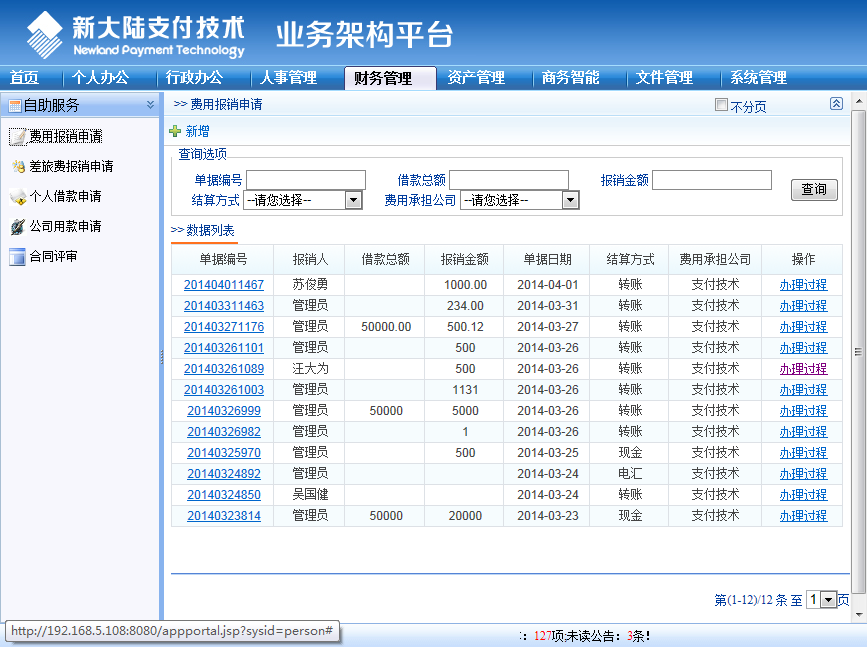 新大陆支付技术 业务架构平台
Newland Payment Technology
首页 个人办公 行政办公 人事管理 财务管理 资产管理 商务智能 文件管理 系统管理
自助服务
费用报销申请
差旅费报销申请
个人借款申请
公司用款申请
合同评审
>> 费用报销申请 不分页
新增
查询选项
单据编号 借款总额 报销金额
结算方式 --请您选择-- 费用承担公司 --请您选择-- 查询
>> 数据列表
单据编号 报销人 借款总额 报销金额 单据日期 结算方式 费用承担公司 操作
201404011467 苏俊勇 1000.00 2014-04-01 转账 支付技术 办理过程
201403311463 管理员 234.00 2014-03-31 转账 支付技术 办理过程
201403271176 管理员 50000.00 500.12 2014-03-27 转账 支付技术 办理过程
201403261101 管理员 500 2014-03-26 转账 支付技术 办理过程
201403261089 汪大为 500 2014-03-26 转账 支付技术 办理过程
201403261003 管理员 1131 2014-03-26 转账 支付技术 办理过程
20140326999 管理员 50000 5000 2014-03-26 转账 支付技术 办理过程
20140326982 管理员 1 2014-03-26 转账 支付技术 办理过程
20140325970 管理员 500 2014-03-25 现金 支付技术 办理过程
20140324892 管理员 2014-03-24 电汇 支付技术 办理过程
20140324850 吴国健 2014-03-24 转账 支付技术 办理过程
20140323814 管理员 50000 20000 2014-03-23 现金 支付技术 办理过程
第(1-12)/12 条 至 1 页
http://192.168.5.108:8080/appportal.jsp?sysid=person#
：127项;未读公告：3条!